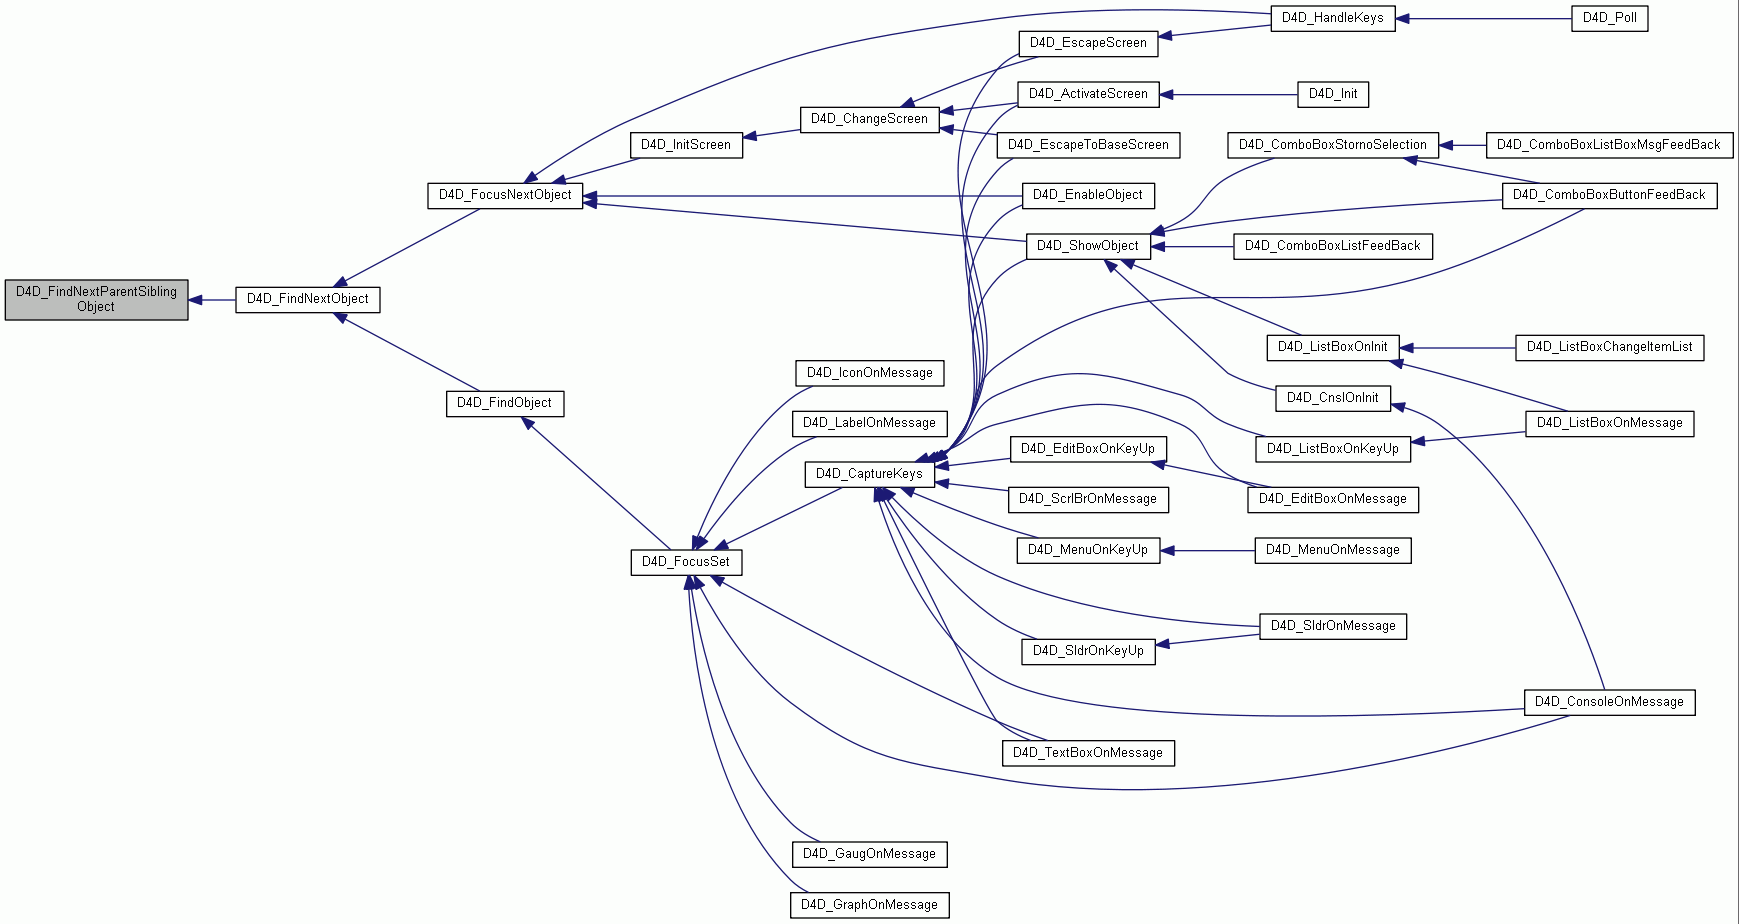 D4D_HandleKeys
D4D_Poll
D4D_EscapeScreen
D4D_ActivateScreen
D4D_Init
D4D_ChangeScreen
D4D_InitScreen
D4D_EscapeToBaseScreen
D4D_ComboBoxStornoSelection
D4D_ComboBoxListBoxMsgFeedBack
D4D_FocusNextObject
D4D_EnableObject
D4D_ComboBoxButtonFeedBack
D4D_ShowObject
D4D_ComboBoxListFeedBack
D4D_FindNextParentSibling
Object
D4D_FindNextObject
D4D_ListBoxOnInit
D4D_ListBoxChangeItemList
D4D_IconOnMessage
D4D_CnslOnInit
D4D_FindObject
D4D_LabelOnMessage
D4D_ListBoxOnMessage
D4D_EditBoxOnKeyUp
D4D_ListBoxOnKeyUp
D4D_CaptureKeys
D4D_ScrlBrOnMessage
D4D_EditBoxOnMessage
D4D_MenuOnKeyUp
D4D_MenuOnMessage
D4D_FocusSet
D4D_SldrOnMessage
D4D_SldrOnKeyUp
D4D_ConsoleOnMessage
D4D_TextBoxOnMessage
D4D_GaugOnMessage
D4D_GraphOnMessage